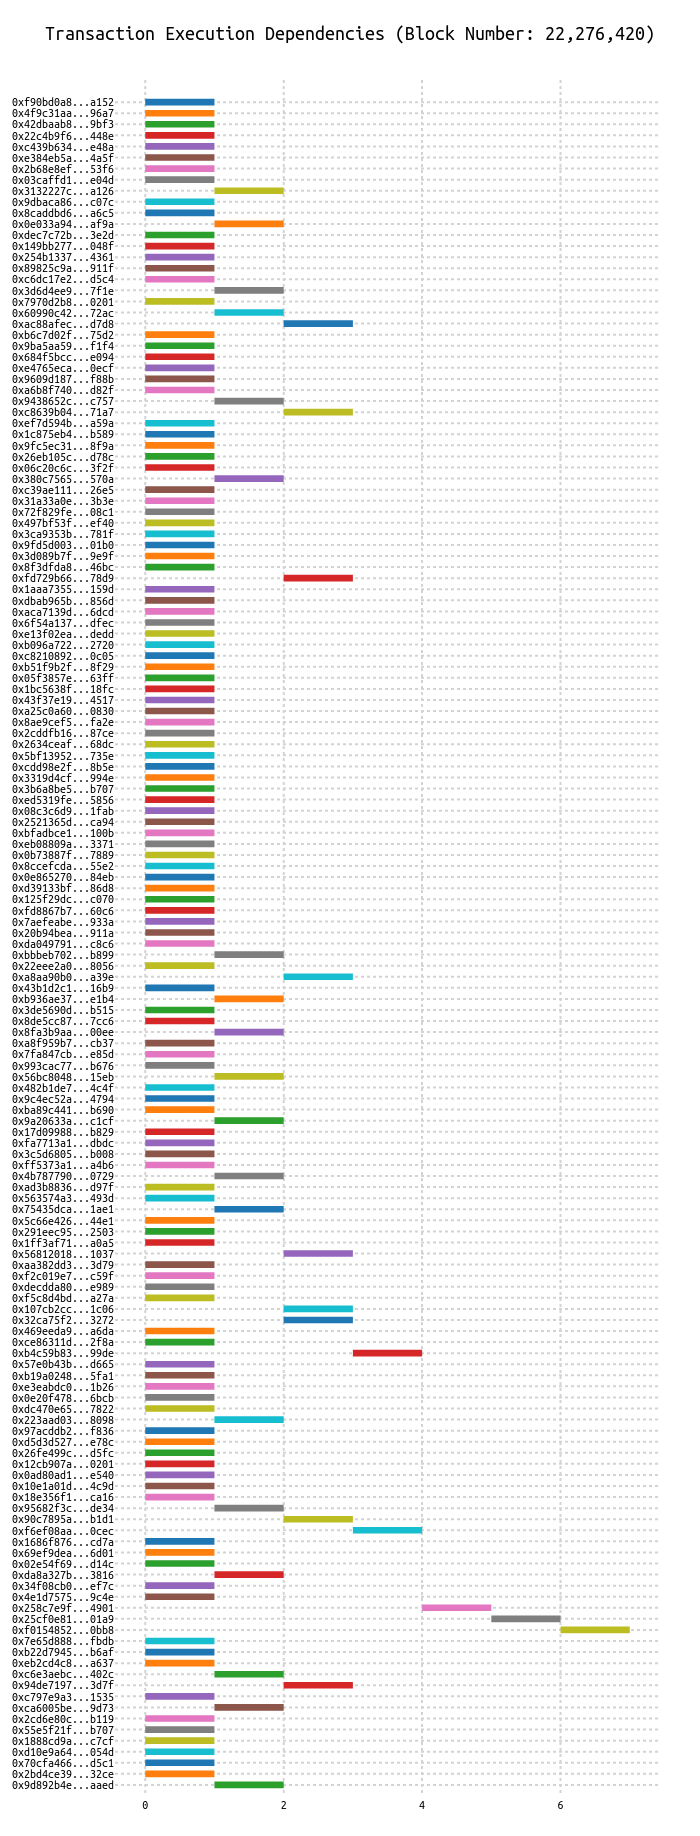 Transaction Execution Dependencies (Block Number: 22,276,420)
0xf90bd0a8...a152
0x4f9c31aa...96a7
0x42dbaab8...9bf3
0x22c4b9f6...448e
0xc439b634...e48a
0xe384eb5a...4a5f
0x2b68e8ef...53f6
0x03caffd1...e04d
0x3132227c...a126
0x9dbaca86...c07c
0x8caddbd6...a6c5
0x0e033a94...af9a
0xdec7c72b...3e2d
0x149bb277...048f
0x254b1337...4361
0x89825c9a...911f
0xc6dc17e2...d5c4
0x3d6d4ee9...7f1e
0x7970d2b8...0201
0x60990c42...72ac
0xac88afec...d7d8
0xb6c7d02f...75d2
0x9ba5aa59...f1f4
0x684f5bcc...e094
0xe4765eca...0ecf
0x9609d187...f88b
0xa6b8f740...d82f
0x9438652c...c757
0xc8639b04...71a7
0xef7d594b...a59a
0x1c875eb4...b589
0x9fc5ec31...8f9a
0x26eb105c...d78c
0x06c20c6c...3f2f
0x380c7565...570a
0xc39ae111...26e5
0x31a33a0e...3b3e
0x72f829fe...08c1
0x497bf53f...ef40
0x3ca9353b...781f
0x9fd5d003...01b0
0x3d089b7f...9e9f
0x8f3dfda8...46bc
0xfd729b66...78d9
0x1aaa7355...159d
0xdbab965b...856d
0xaca7139d...6dcd
0x6f54a137...dfec
0xe13f02ea...dedd
0xb096a722...2720
0xc8210892...0c05
0xb51f9b2f...8f29
0x05f3857e...63ff
0x1bc5638f...18fc
0x43f37e19...4517
0xa25c0a60...0830
0x8ae9cef5...fa2e
0x2cddfb16...87ce
0x2634ceaf...68dc
0x5bf13952...735e
0xcdd98e2f...8b5e
0x3319d4cf...994e
0x3b6a8be5...b707
0xed5319fe...5856
0x08c3c6d9...1fab
0x2521365d...ca94
0xbfadbce1...100b
0xeb08809a...3371
0x0b73887f...7889
0x8ccefcda...55e2
0x0e865270...84eb
0xd39133bf...86d8
0x125f29dc...c070
0xfd8867b7...60c6
0x7aefeabe...933a
0x20b94bea...911a
0xda049791...c8c6
0xbbbeb702...b899
0x22eee2a0...8056
0xa8aa90b0...a39e
0x43b1d2c1...16b9
0xb936ae37...e1b4
0x3de5690d...b515
0x8de5cc87...7cc6
0x8fa3b9aa...00ee
0xa8f959b7...cb37
0x7fa847cb...e85d
0x993cac77...b676
0x56bc8048...15eb
0x482b1de7...4c4f
0x9c4ec52a...4794
0xba89c441...b690
0x9a20633a...c1cf
0x17d09988...b829
0xfa7713a1...dbdc
0x3c5d6805...b008
0xff5373a1...a4b6
0x4b787790...0729
0xad3b8836...d97f
0x563574a3...493d
0x75435dca...1ae1
0x5c66e426...44e1
0x291eec95...2503
0x1ff3af71...a0a5
0x56812018...1037
0xaa382dd3...3d79
0xf2c019e7...c59f
0xdecdda80...e989
0xf5c8d4bd...a27a
0x107cb2cc...1c06
0x32ca75f2...3272
0x469eeda9...a6da
0xce86311d...2f8a
0xb4c59b83...99de
0x57e0b43b...d665
0xb19a0248...5fa1
0xe3eabdc0...1b26
0x0e20f478...6bcb
0xdc470e65...7822
0x223aad03...8098
0x97acddb2...f836
0xd5d3d527...e78c
0x26fe499c...d5fc
0x12cb907a...0201
0x0ad80ad1...e540
0x10e1a01d...4c9d
0x18e356f1...ca16
0x95682f3c...de34
0x90c7895a...b1d1
0xf6ef08aa...0cec
0x1686f876...cd7a
0x69ef9dea...6d01
0x02e54f69...d14c
0xda8a327b...3816
0x34f08cb0...ef7c
0x4e1d7575...9c4e
0x258c7e9f...4901
0x25cf0e81...01a9
0xf0154852...0bb8
0x7e65d888...fbdb
0xb22d7945...b6af
0xeb2cd4c8...a637
0xc6e3aebc...402c
0x94de7197...3d7f
0xc797e9a3...1535
0xca6005be...9d73
0x2cd6e80c...b119
0x55e5f21f...b707
0x1888cd9a...c7cf
0xd10e9a64...054d
0x70cfa466...d5c1
0x2bd4ce39...32ce
0x9d892b4e...aaed
0 2 4 6